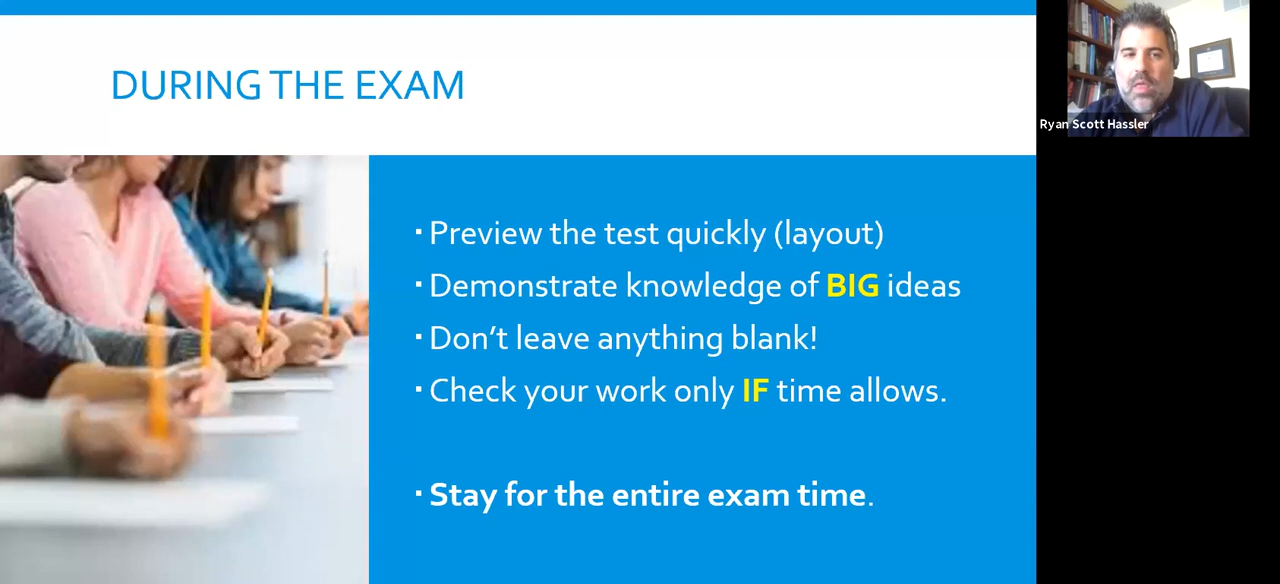 DURING THE EXAM
Ryan Scott Hassler
▪ Preview the test quickly (layout)
▪ Demonstrate knowledge of BIG ideas
▪ Don’t leave anything blank!
▪ Check your work only IF time allows.
▪ Stay for the entire exam time.